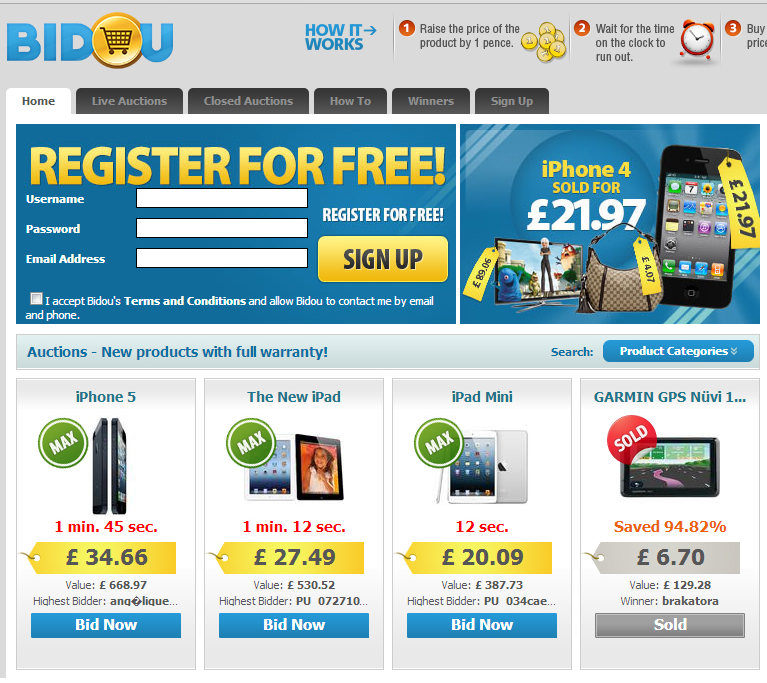 BIDOU
HOW IT
WORKS
1 Raise the price of the
product by 1 pence.
2 Wait for the time
on the clock to
run out.
3 Buy
price
Home
Live Auctions
Closed Auctions
How To
Winners
Sign Up
REGISTER FOR FREE!
Username
Password
Email Address
REGISTER FOR FREE!
SIGN UP
I accept Bidou's Terms and Conditions and allow Bidou to contact me by email
and phone.
iPhone 4
SOLD FOR
£21.97
£21.97
£ 89.06
£ 4.07
Auctions - New products with full warranty!
Search:
Product Categories
iPhone 5
MAX
1 min. 45 sec.
£ 34.66
Value: £ 668.97
Highest Bidder: ang�lique...
Bid Now
The New iPad
MAX
1 min. 12 sec.
£ 27.49
Value: £ 530.52
Highest Bidder: PU_072710...
Bid Now
iPad Mini
MAX
12 sec.
£ 20.09
Value: £ 387.73
Highest Bidder: PU_034cae...
Bid Now
GARMIN GPS Nüvi 1...
SOLD
Saved 94.82%
£ 6.70
Value: £ 129.28
Winner: brakatora
Sold